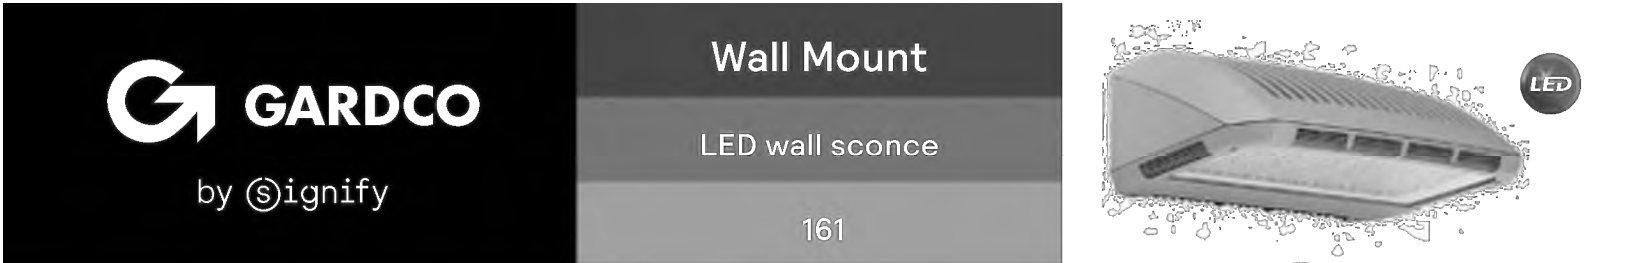 GARDCO
by Signify
Wall Mount
LED wall sconce
161
LED